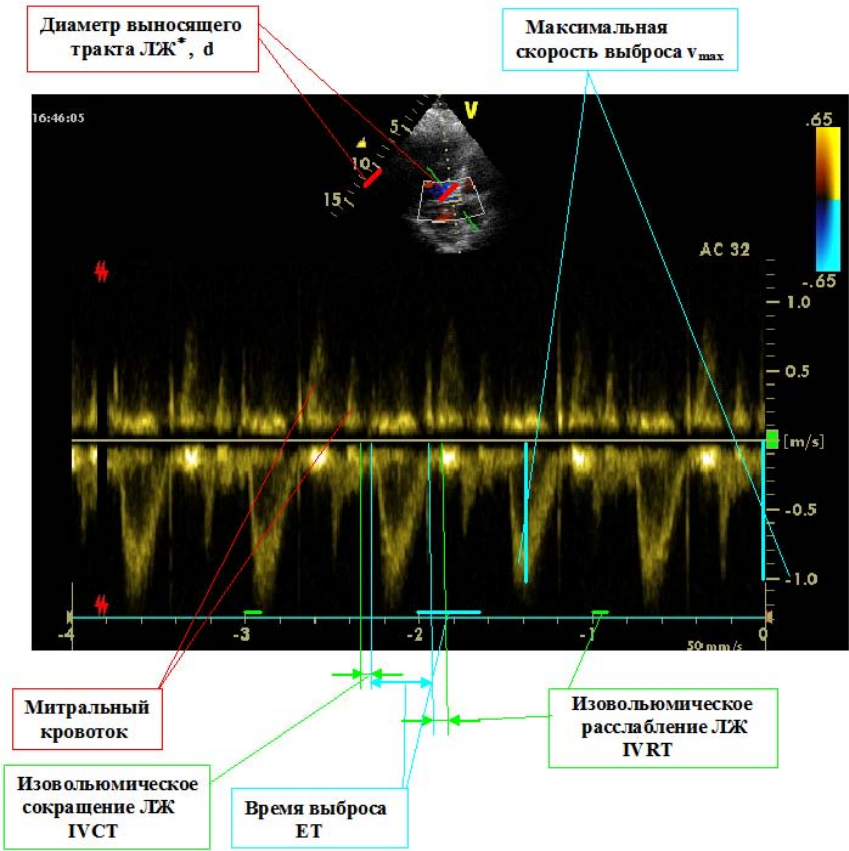 Диаметр выносящего
тракта ЛЖ*, d
Максимальная
скорость выброса vmax
16:46:05
V
.65
5
10
15
AC 32
-.65
1.0
0.5
[m/s]
-0.5
-1.0
-4
-3
-2
-1
0
50 mm/s
Митральный
кровоток
Изовольюмическое
расслабление ЛЖ
IVRT
Изовольюмическое
сокращение ЛЖ
IVCT
Время выброса
ET